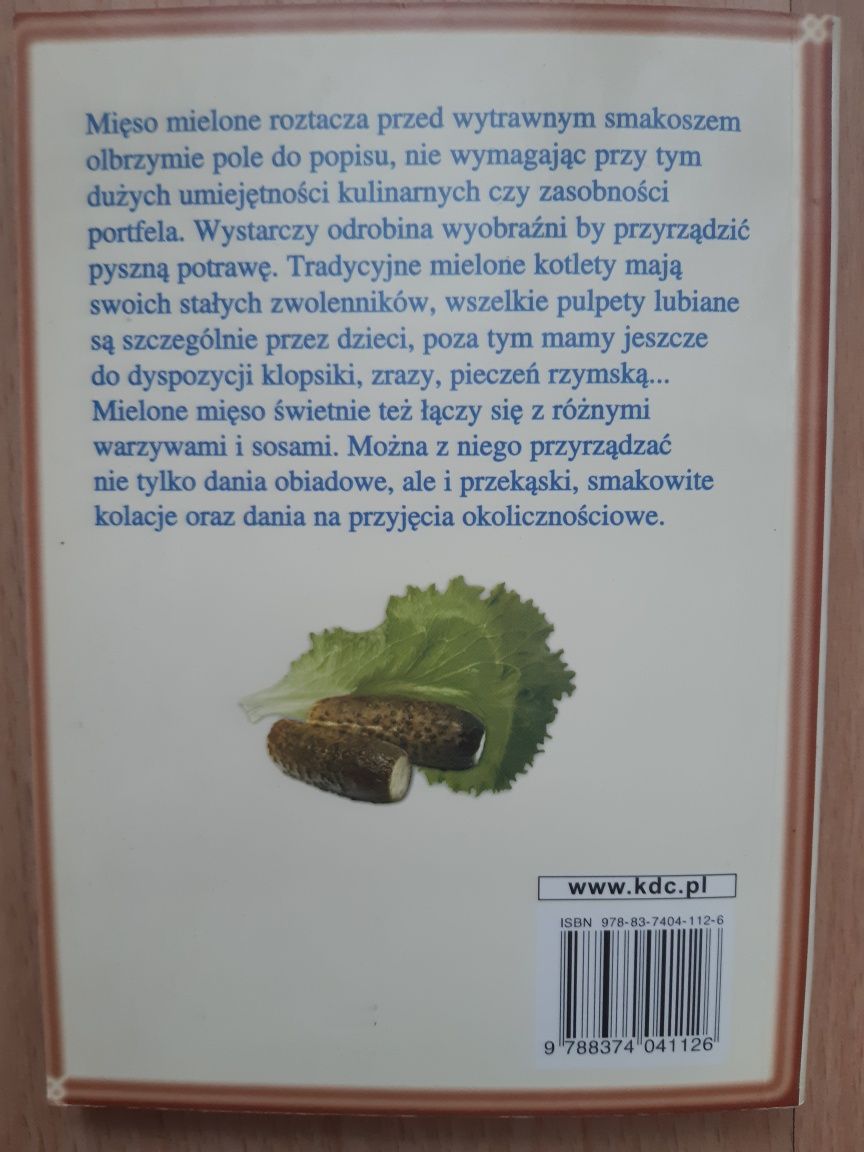 Mięso mielone roztacza przed wytrawnym smakoszem
olbrzymie pole do popisu, nie wymagając przy tym
dużych umiejętności kulinarnych czy zasobności
portfela. Wystarczy odrobina wyobraźni by przyrządzić
pyszną potrawę. Tradycyjne mielone kotlety mają
swoich stałych zwolenników, wszelkie pulpety lubiane
są szczególnie przez dzieci, poza tym mamy jeszcze
do dyspozycji klopsiki, zrazy, pieczeń rzymską...
Mielone mięso świetnie też łączy się z różnymi
warzywami i sosami. Można z niego przyrządzać
nie tylko dania obiadowe, ale i przekąski, smakowite
kolacje oraz dania na przyjęcia okolicznościowe.
www.kdc.pl
ISBN 978-83-7404-112-6
9 788374 041126